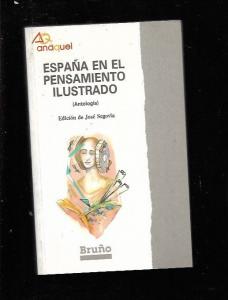 anaquel
ESPAÑA EN EL
PENSAMIENTO
ILUSTRADO
(Antología)
Edición de José Segovia
Bruño